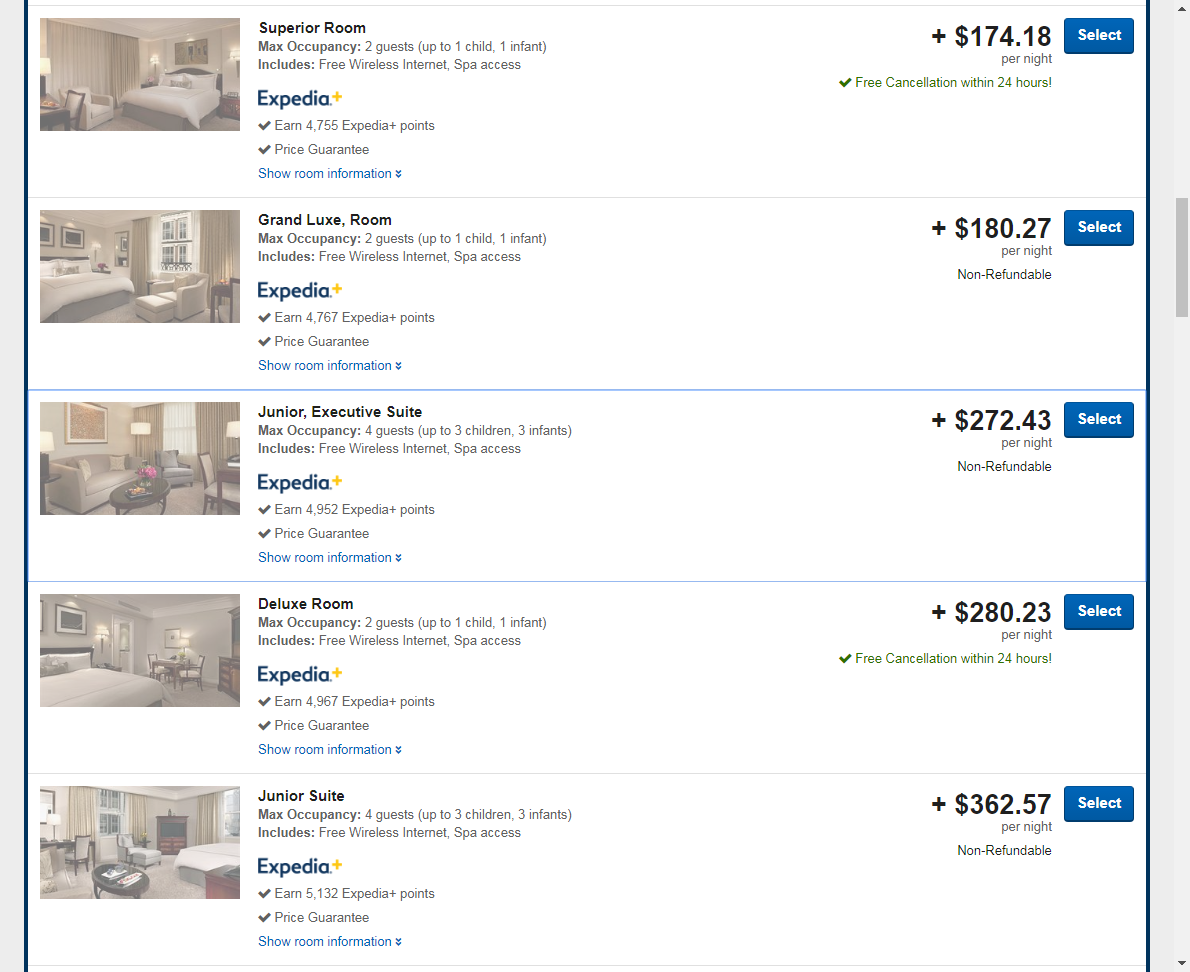 Superior Room
Max Occupancy: 2 guests (up to 1 child, 1 infant)
Includes: Free Wireless Internet, Spa access
Expedia.+
Earn 4,755 Expedia+ points
Price Guarantee
Show room information
+ $174.18
per night
Free Cancellation within 24 hours!
Select
Grand Luxe, Room
Max Occupancy: 2 guests (up to 1 child, 1 infant)
Includes: Free Wireless Internet, Spa access
Expedia.+
Earn 4,767 Expedia+ points
Price Guarantee
Show room information
+ $180.27
per night
Non-Refundable
Select
Junior, Executive Suite
Max Occupancy: 4 guests (up to 3 children, 3 infants)
Includes: Free Wireless Internet, Spa access
Expedia.+
Earn 4,952 Expedia+ points
Price Guarantee
Show room information
+ $272.43
per night
Non-Refundable
Select
Deluxe Room
Max Occupancy: 2 guests (up to 1 child, 1 infant)
Includes: Free Wireless Internet, Spa access
Expedia.+
Earn 4,967 Expedia+ points
Price Guarantee
Show room information
+ $280.23
per night
Free Cancellation within 24 hours!
Select
Junior Suite
Max Occupancy: 4 guests (up to 3 children, 3 infants)
Includes: Free Wireless Internet, Spa access
Expedia.+
Earn 5,132 Expedia+ points
Price Guarantee
Show room information
+ $362.57
per night
Non-Refundable
Select